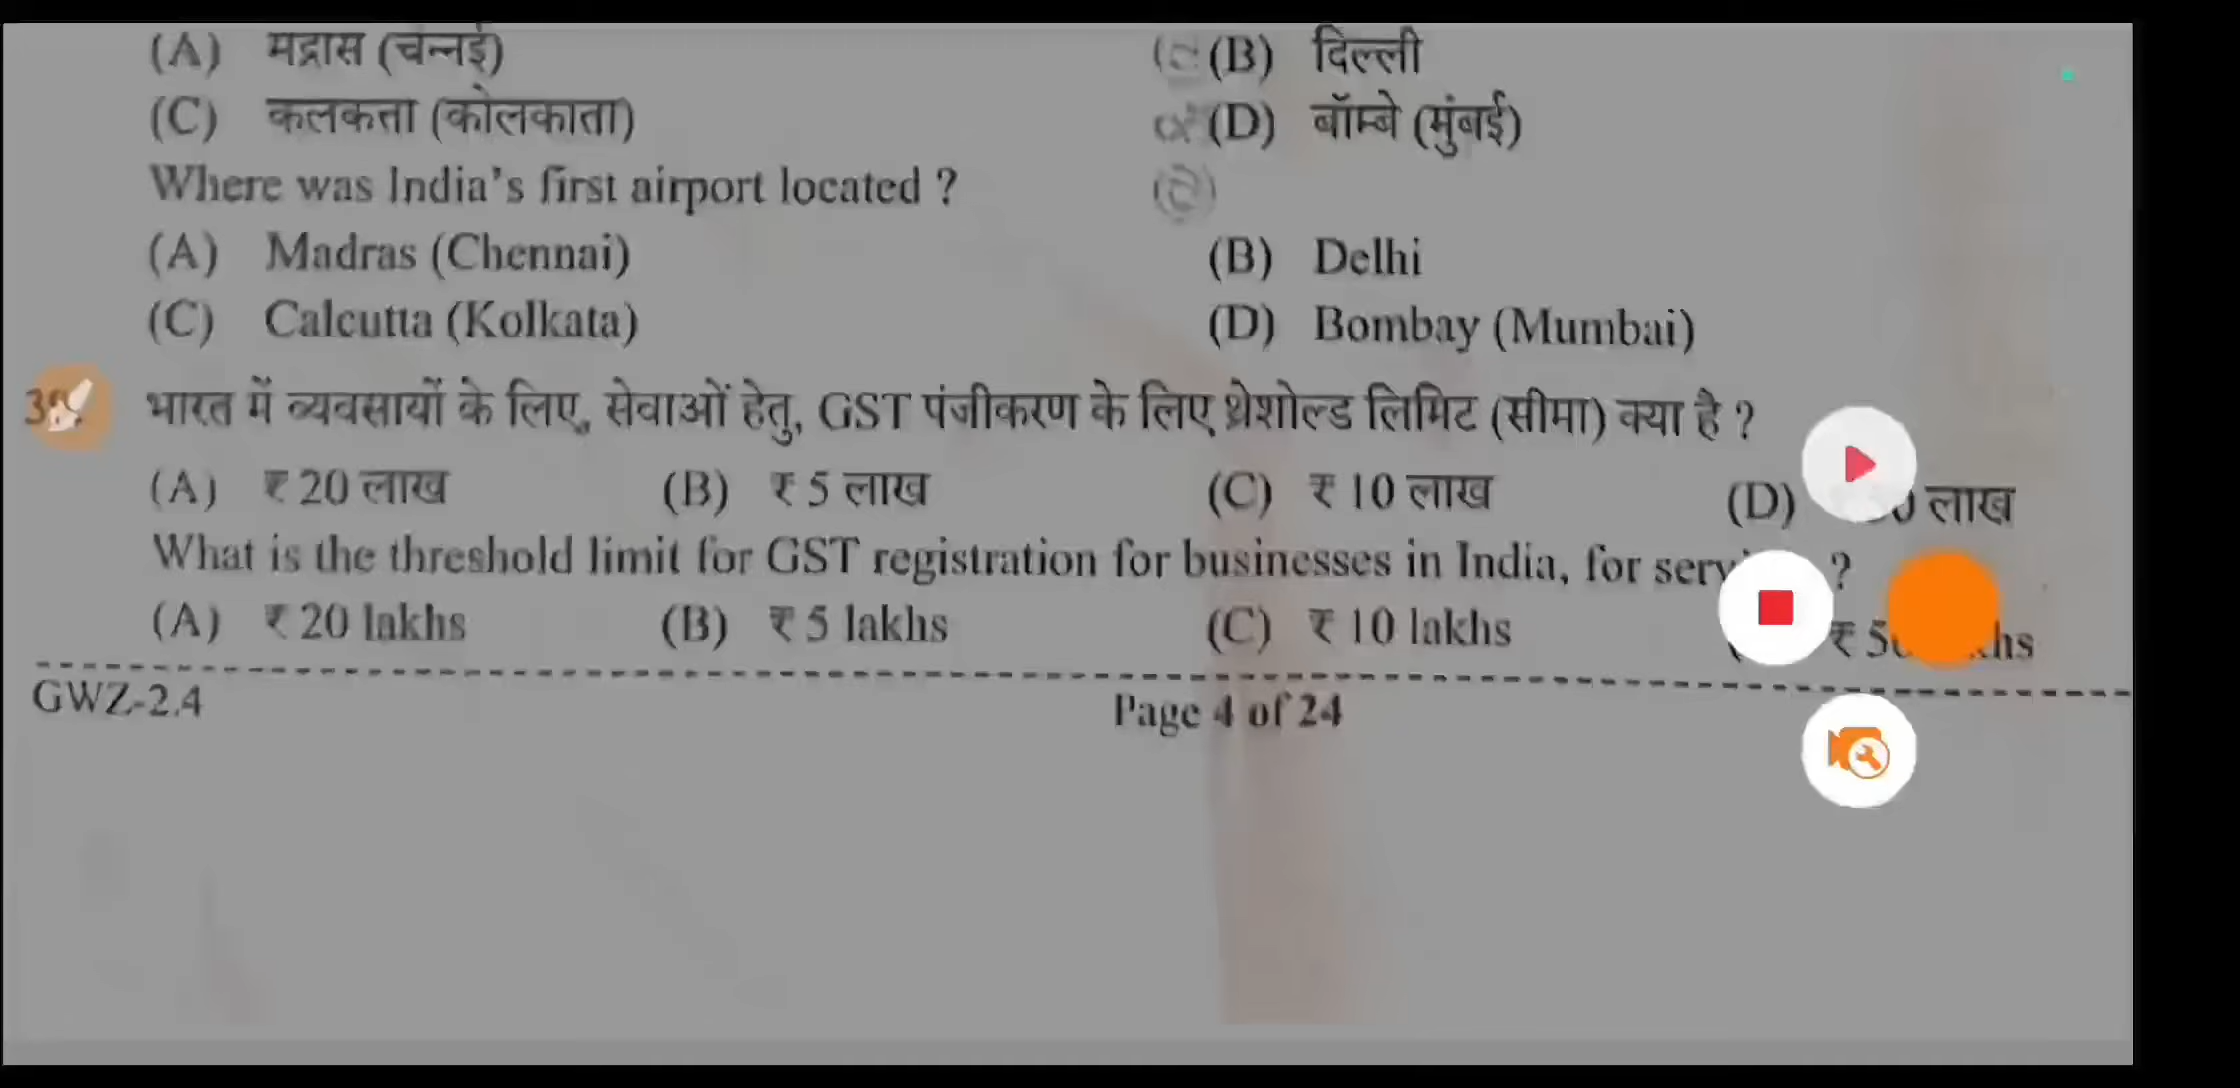 (A) मद्रास (चेन्नई) (B) दिल्ली
(C) कलकत्ता (कोलकाता) (D) बॉम्बे (मुंबई)
Where was India's first airport located ?
(A) Madras (Chennai) (B) Delhi
(C) Calcutta (Kolkata) (D) Bombay (Mumbai)
भारत में व्यवसायों के लिए, सेवाओं हेतु, GST पंजीकरण के लिए थ्रेशोल्ड लिमिट (सीमा) क्या है ?
(A) ₹ 20 लाख (B) ₹ 5 लाख (C) ₹ 10 लाख (D) लाख
What is the threshold limit for GST registration for businesses in India, for ?
(A) ₹ 20 lakhs (B) ₹ 5 lakhs (C) ₹ 10 lakhs ₹
GWZ-2.4 Page 4 of 24